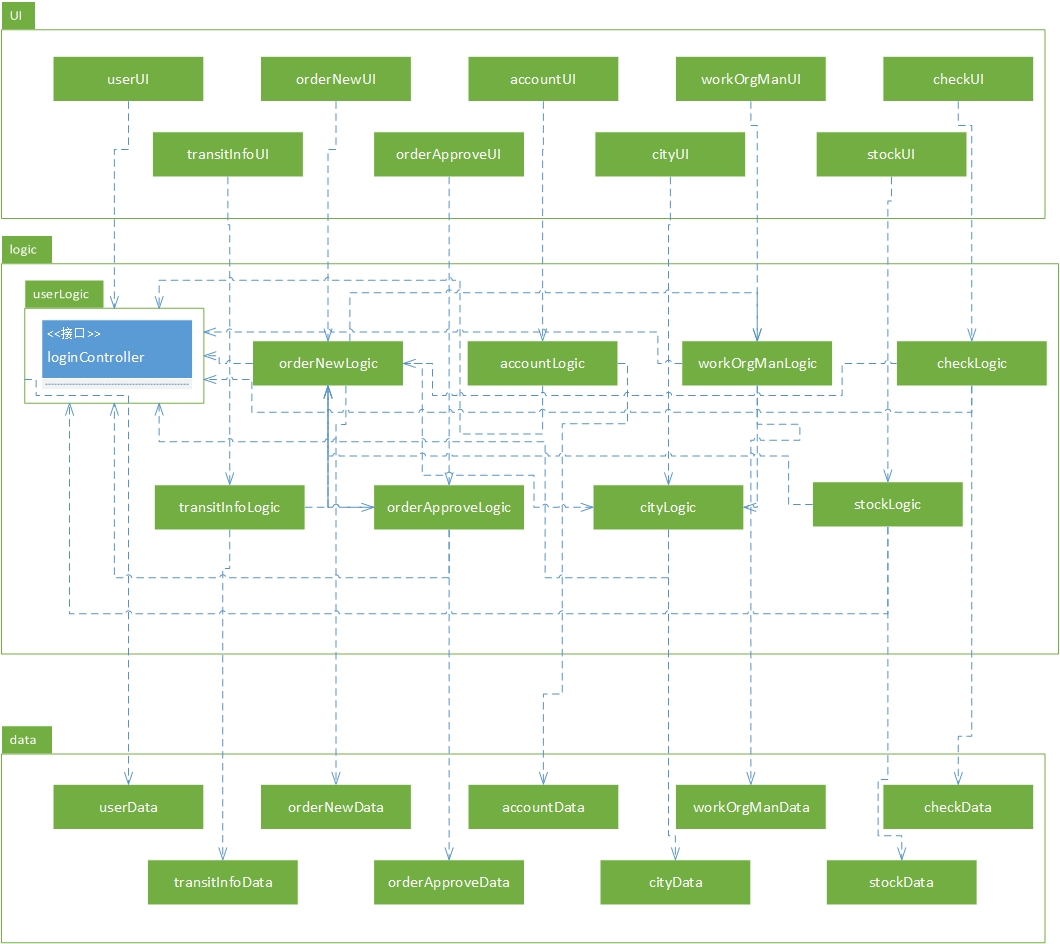 UI
userUI
orderNewUI
accountUI
workOrgManUI
checkUI
transitInfoUI
orderApproveUI
cityUI
stockUI
logic
userLogic
<<接口>>
loginController
orderNewLogic
accountLogic
workOrgManLogic
checkLogic
transitInfoLogic
orderApproveLogic
cityLogic
stockLogic
data
userData
orderNewData
accountData
workOrgManData
checkData
transitInfoData
orderApproveData
cityData
stockData